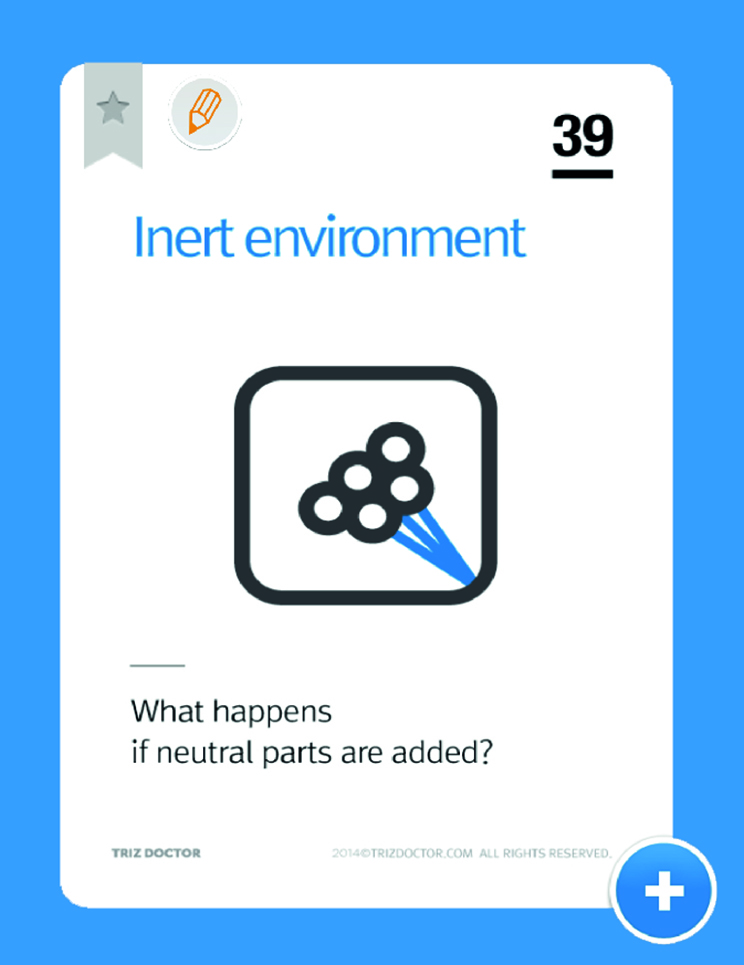 39
Inert environment
What happens
if neutral parts are added?
TRIZ DOCTOR
2014©TRIZDOCTOR.COM ALL RIGHTS RESERVED.